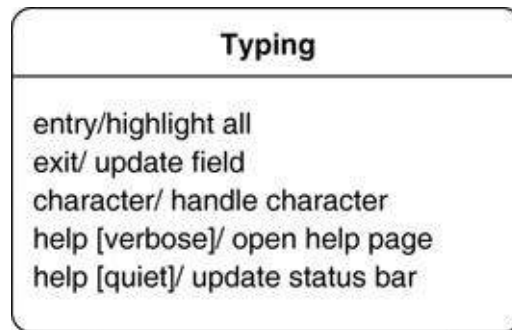 Typing
entry/highlight all
exit/ update field
character/ handle character
help [verbose]/ open help page
help [quiet]/ update status bar